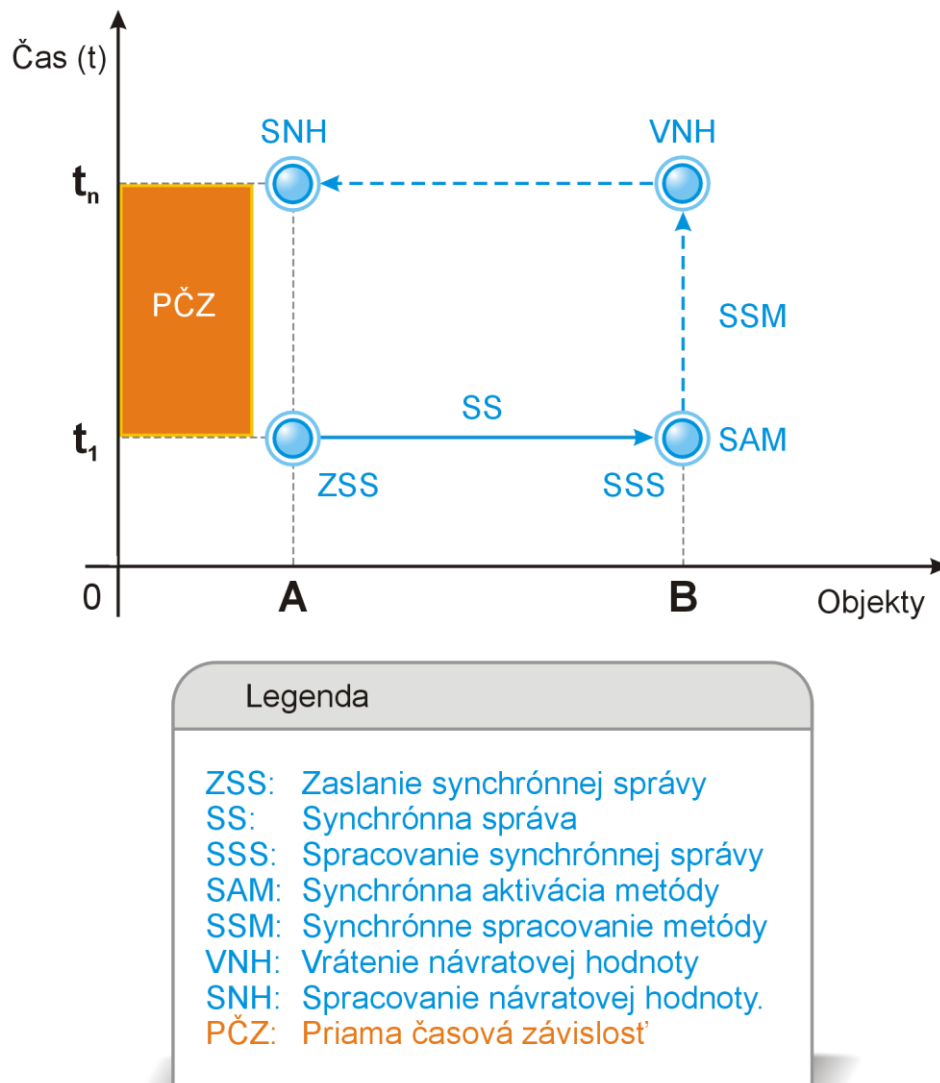 Čas (t)
SNH
VNH
tn
PČZ
SSM
SS
t1
SAM
ZSS
SSS
0
A
B
Objekty
Legenda
ZSS: Zaslanie synchrónnej správy
SS: Synchrónna správa
SSS: Spracovanie synchrónnej správy
SAM: Synchrónna aktivácia metódy
SSM: Synchrónne spracovanie metódy
VNH: Vrátenie návratovej hodnoty
SNH: Spracovanie návratovej hodnoty.
PČZ: Priama časová závislosť